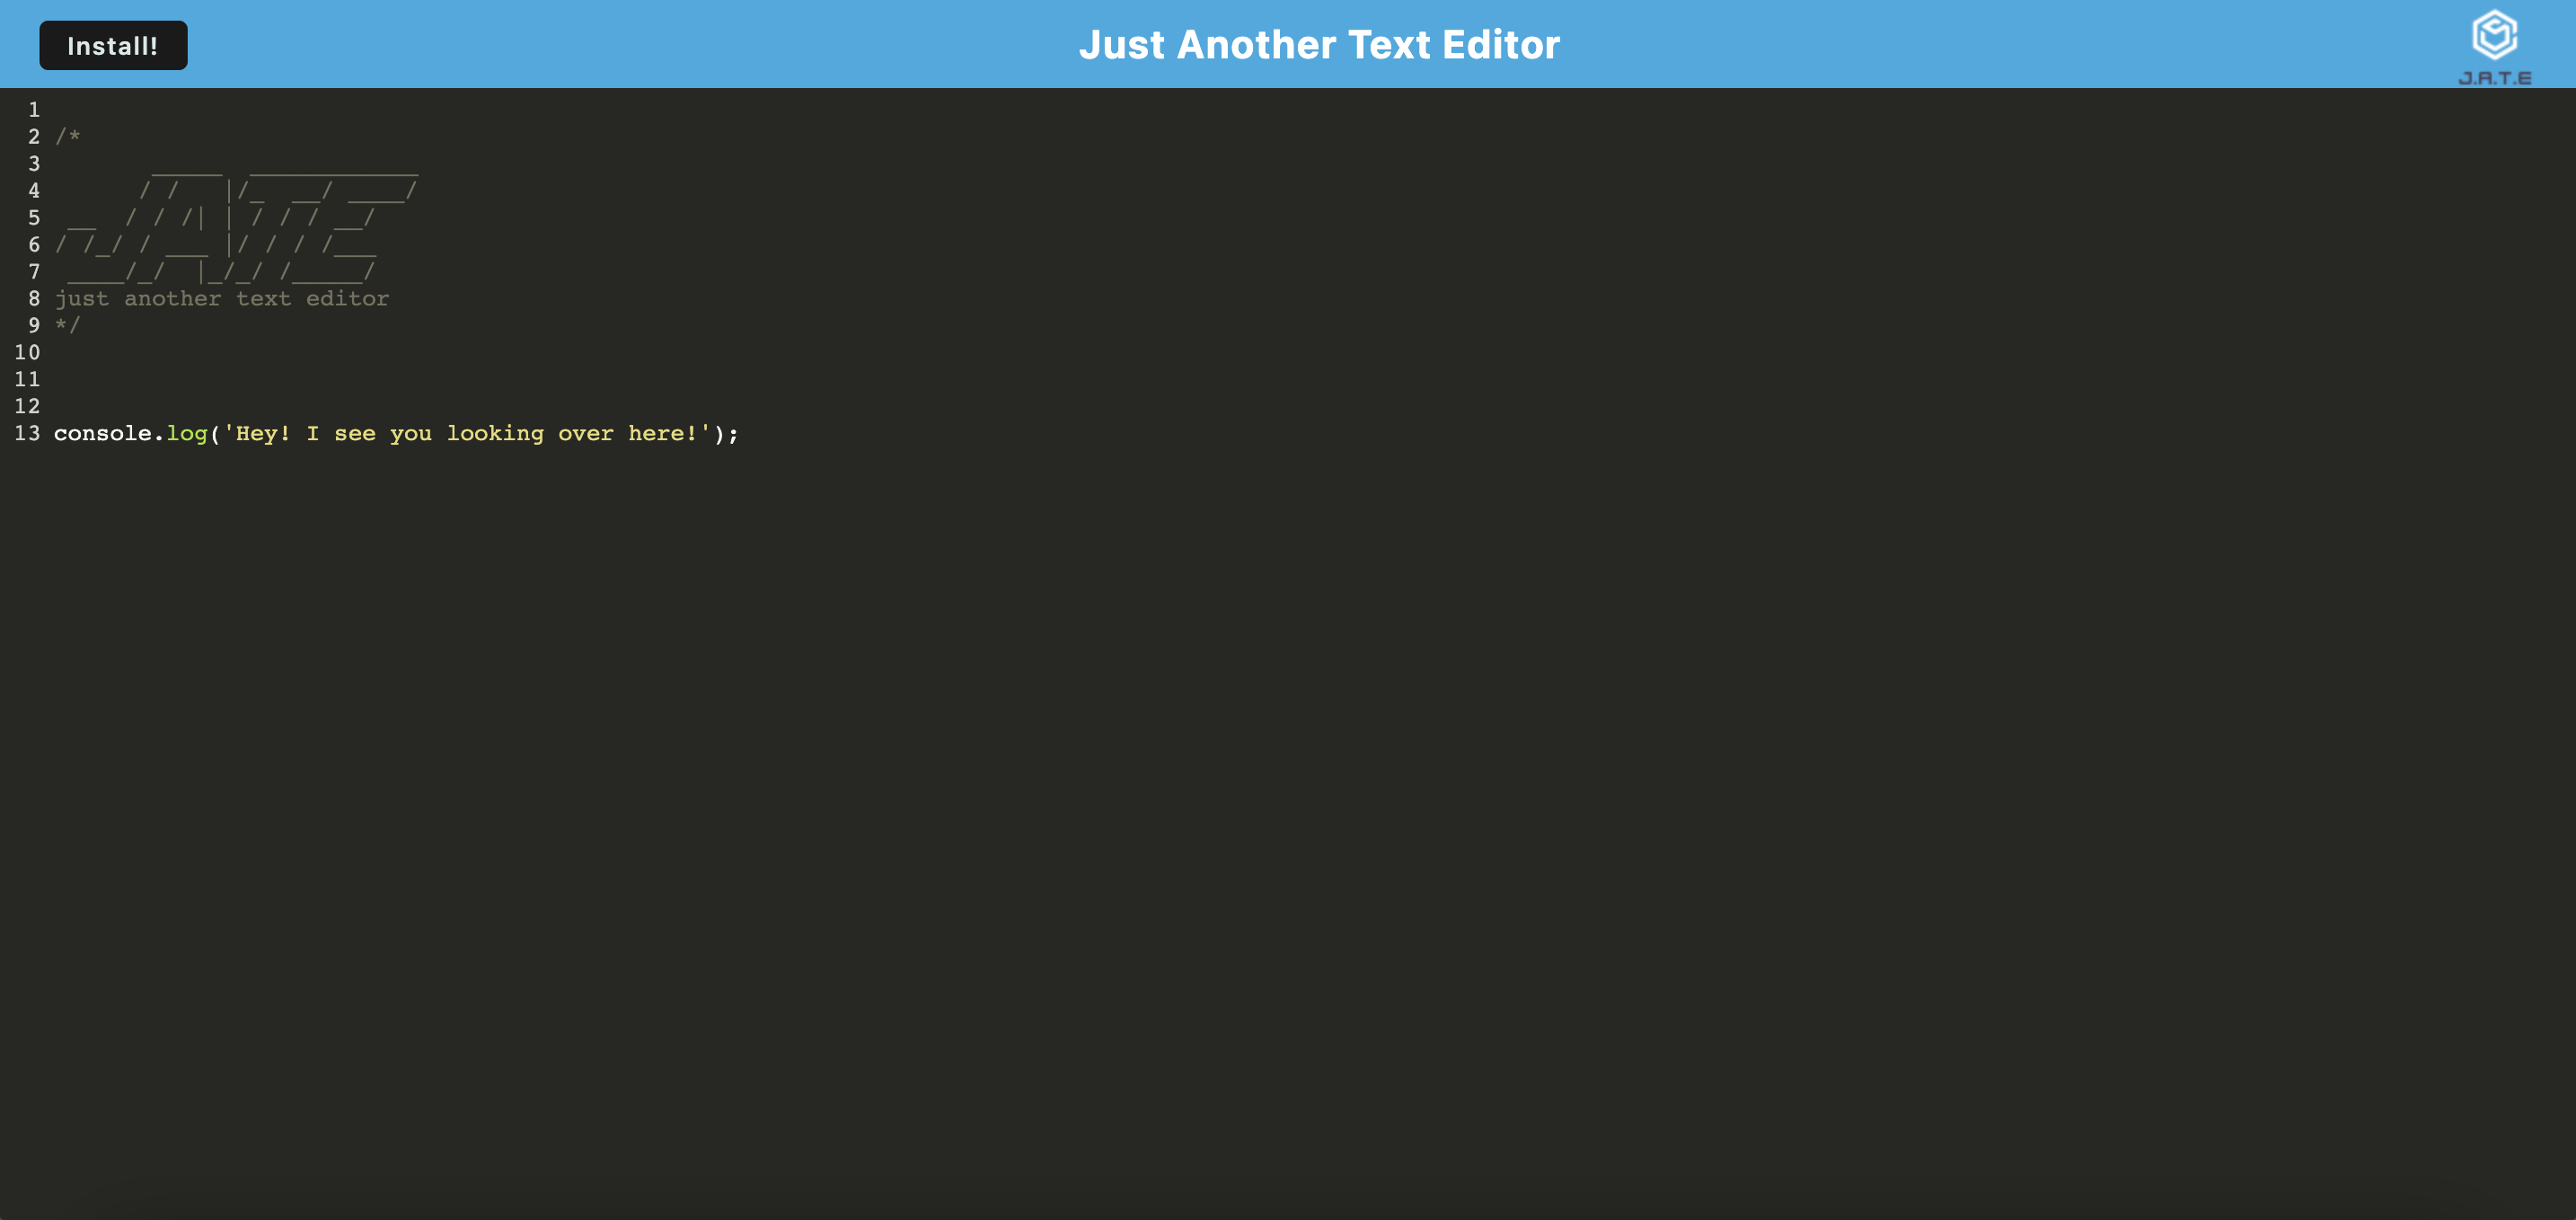 Install!
Just Another Text Editor
J.A.T.E
1
2 /*
3       _____  ____________
4      / /   |/_  __/ ____/
5 __  / / /| | / / / __/
6 / /_/ / ___ |/ / / /___
7 ____/_/  |_/_/ /_____/
8 just another text editor
9 */
10
11
12
13 console.log('Hey! I see you looking over here!');